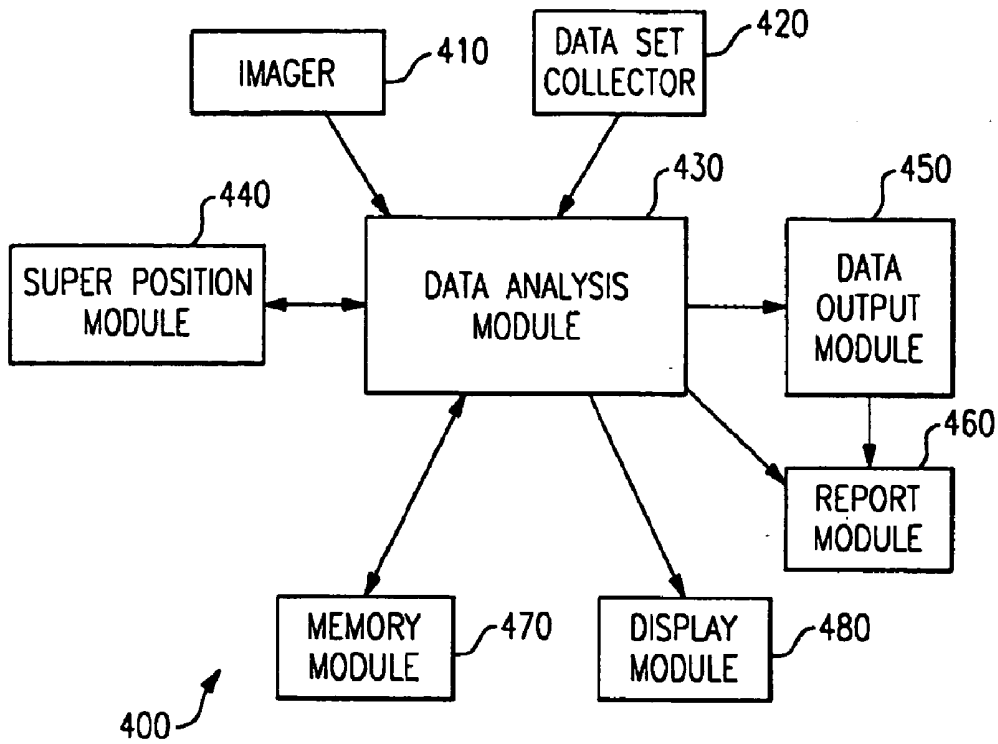 IMAGER
410
DATA SET
COLLECTOR
420
SUPER POSITION
MODULE
440
DATA ANALYSIS
MODULE
430
DATA
OUTPUT
MODULE
450
REPORT
MODULE
460
MEMORY
MODULE
470
DISPLAY
MODULE
480
400